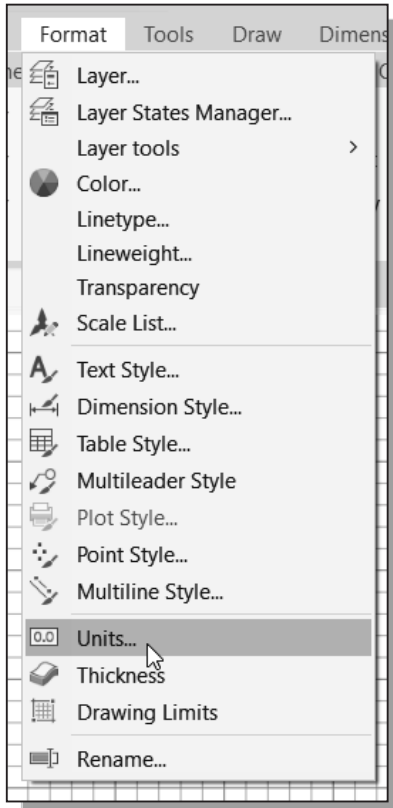 Format Tools Draw Dimens
Layer...
Layer States Manager...
Layer tools
Color...
Linetype...
Lineweight...
Transparency
Scale List...
Text Style...
Dimension Style...
Table Style...
Multileader Style
Plot Style...
Point Style...
Multiline Style...
0.0 Units...
Thickness
Drawing Limits
Rename...